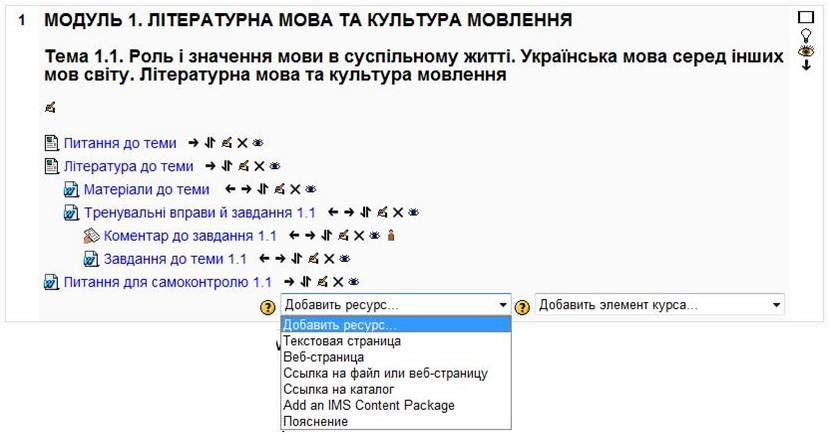 1 МОДУЛЬ 1. ЛІТЕРАТУРНА МОВА ТА КУЛЬТУРА МОВЛЕННЯ
Тема 1.1. Роль і значення мови в суспільному житті. Українська мова серед інших
мов світу. Літературна мова та культура мовлення
Питання до теми
Література до теми
Матеріали до теми
Тренувальні вправи й завдання 1.1
Коментар до завдання 1.1
Завдання до теми 1.1
Питання для самоконтролю 1.1
Добавить ресурс... Добавить элемент курса...
Добавить ресурс...
Текстовая страница
Веб-страница
Ссылка на файл или веб-страницу
Ссылка на каталог
Add an IMS Content Package
Пояснение